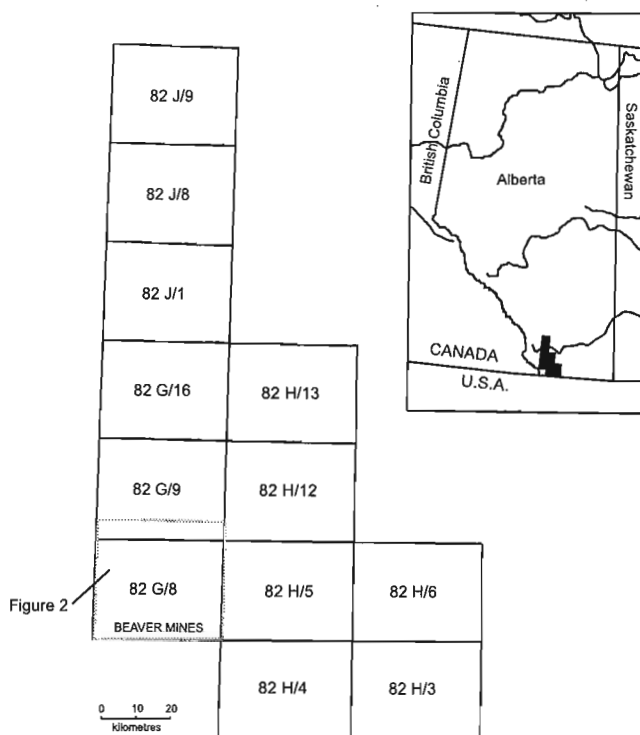 82 J/9
82 J/8
82 J/1
82 G/16
82 H/13
82 G/9
82 H/12
82 G/8
82 H/5
82 H/6
BEAVER MINES
Figure 2
82 H/4
82 H/3
0 10 20
kilometres
British Columbia
Alberta
Saskatchewan
CANADA
U.S.A.